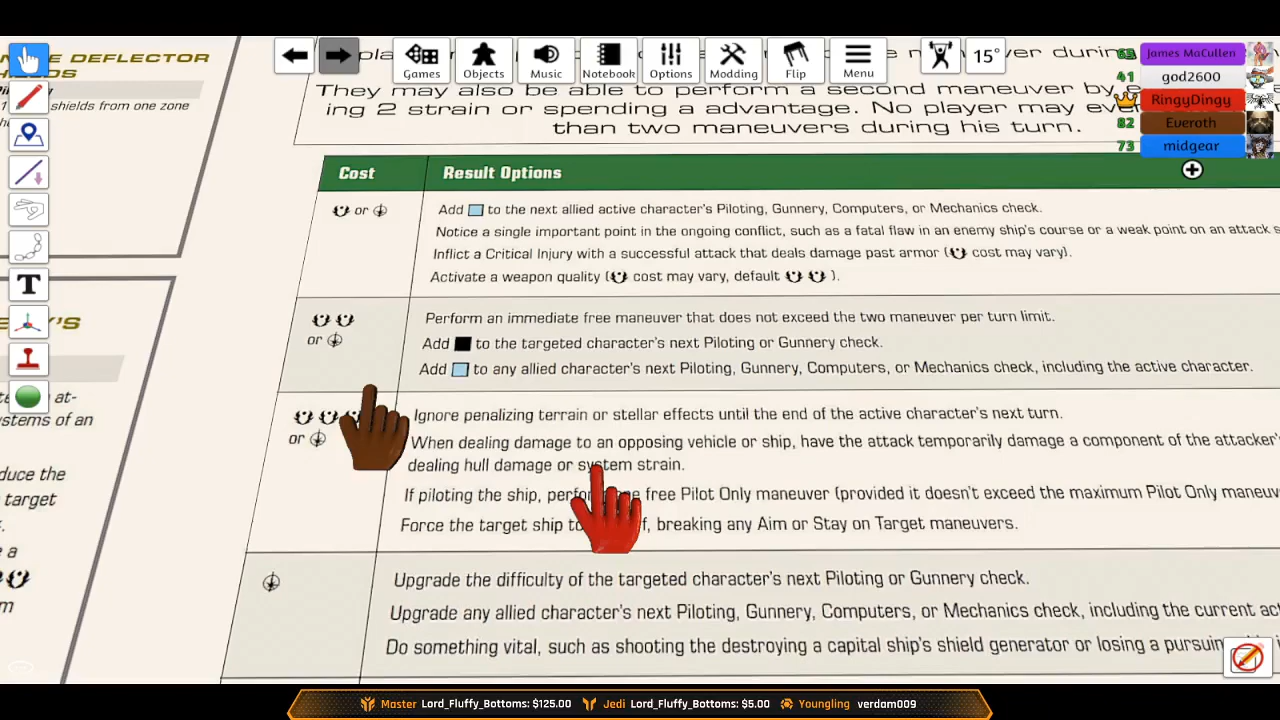 E DEFLECTOR
shields from one zone
ver durin
They may also be able to perform a second maneuver by e
ing 2 strain or spending a advantage. No player may eve
than two maneuvers during his turn.
Games
Objects
Music
Notebook
Options
Modding
Flip
Menu
15°
James MacCullen
41 god2600
RingyDingy
82 Everoth
73 midgear
Cost Result Options
or Add to the next allied active character's Piloting, Gunnery, Computers, or Mechanics check.
Notice a single important point in the ongoing conflict, such as a fatal flaw in an enemy ship's course or a weak point on an attack s
Inflict a Critical Injury with a successful attack that deals damage past armor ( cost may vary).
Activate a weapon quality ( cost may vary, default ).
Perform an immediate free maneuver that does not exceed the two maneuver per turn limit.
or Add to the targeted character's next Piloting or Gunnery check.
Add to any allied character's next Piloting, Gunnery, Computers, or Mechanics check, including the active character.
Ignore penalizing terrain or stellar effects until the end of the active character's next turn.
or When dealing damage to an opposing vehicle or ship, have the attack temporarily damage a component of the attacker's
dealing hull damage or system strain.
If piloting the ship, perfo ne free Pilot Only maneuver (provided it doesn't exceed the maximum Pilot Only maneuv
Force the target ship to f, breaking any Aim or Stay on Target maneuvers.
Upgrade the difficulty of the targeted character's next Piloting or Gunnery check.
Upgrade any allied character's next Piloting, Gunnery, Computers, or Mechanics check, including the current ac
Do something vital, such as shooting the destroying a capital ship's shield generator or losing a pursuin
Y'S
e at-
stems of an
duce the
target
e a
m
T
Master Lord_Fluffy_Bottoms: $125.00 Jedi Lord_Fluffy_Bottoms: $5.00 Youngling verdam009